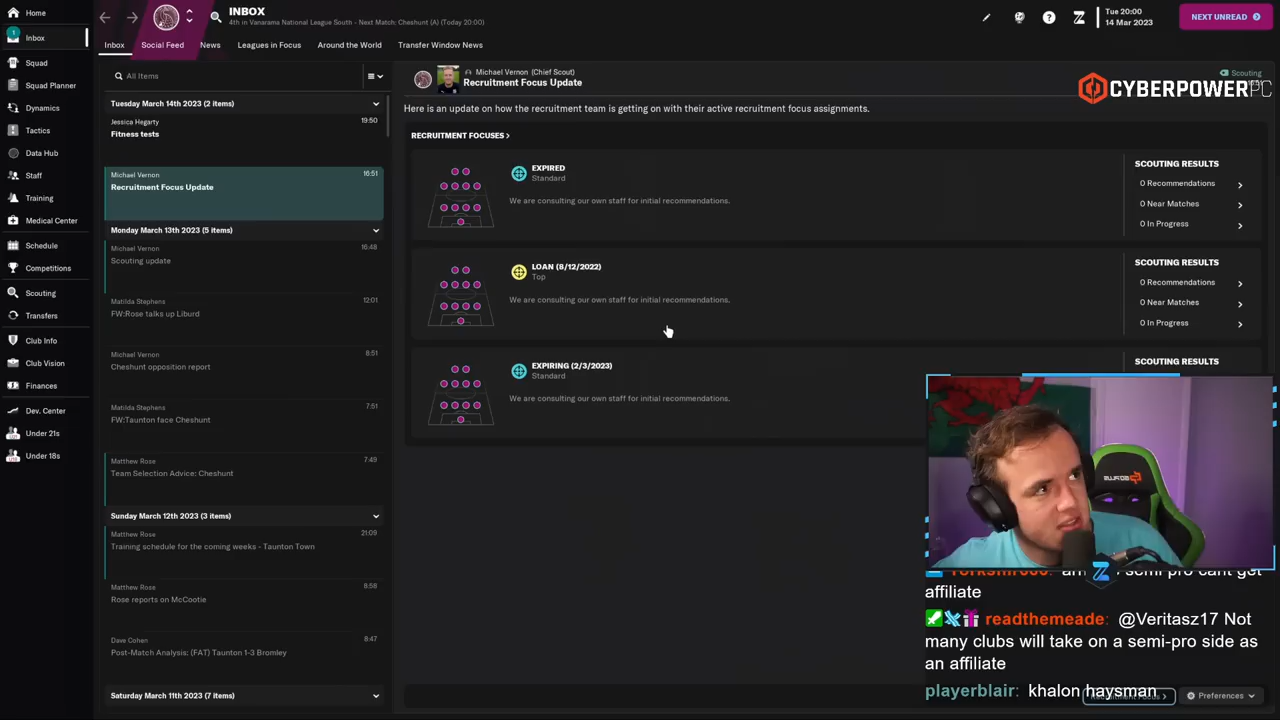 Home
INBOX
4th in Vanarama National League South - Next Match: Cheshunt (A) (Today 20:00)
Tue 20:00
14 Mar 2023
NEXT UNREAD
1
Inbox
Squad
Squad Planner
Dynamics
Tactics
Data Hub
Staff
Training
Medical Center
Schedule
Competitions
Scouting
Transfers
Club Info
Club Vision
Finances
Dev. Center
Under 21s
Under 18s
Inbox
Social Feed
News
Leagues in Focus
Around the World
Transfer Window News
All Items
Tuesday March 14th 2023 (2 items)
Jessica Hegarty
19:50
Fitness tests
Michael Vernon
16:51
Recruitment Focus Update
Monday March 13th 2023 (5 items)
Michael Vernon
16:48
Scouting update
Matilda Stephens
12:01
FW:Rose talks up Liburd
Michael Vernon
8:51
Cheshunt opposition report
Matilda Stephens
7:51
FW:Taunton face Cheshunt
Matthew Rose
7:49
Team Selection Advice: Cheshunt
Sunday March 12th 2023 (3 items)
Matthew Rose
21:09
Training schedule for the coming weeks - Taunton Town
Matthew Rose
8:58
Rose reports on McCootie
Dave Cohen
8:47
Post-Match Analysis: (FAT) Taunton 1-3 Bromley
Saturday March 11th 2023 (7 items)
Michael Vernon (Chief Scout)
Recruitment Focus Update
Scouting
CYBERPOWERPC
Here is an update on how the recruitment team is getting on with their active recruitment focus assignments.
RECRUITMENT FOCUSES >
EXPIRED
Standard
We are consulting our own staff for initial recommendations.
SCOUTING RESULTS
0 Recommendations
0 Near Matches
0 In Progress
LOAN (8/12/2022)
Top
We are consulting our own staff for initial recommendations.
SCOUTING RESULTS
0 Recommendations
0 Near Matches
0 In Progress
EXPIRING (2/3/2023)
Standard
We are consulting our own staff for initial recommendations.
SCOUTING RESULTS
semi pro cant get
affiliate
readthemeade: @Veritasz17 Not
many clubs will take on a semi-pro side as
an affiliate
playerblair: khalon haysman
Preferences